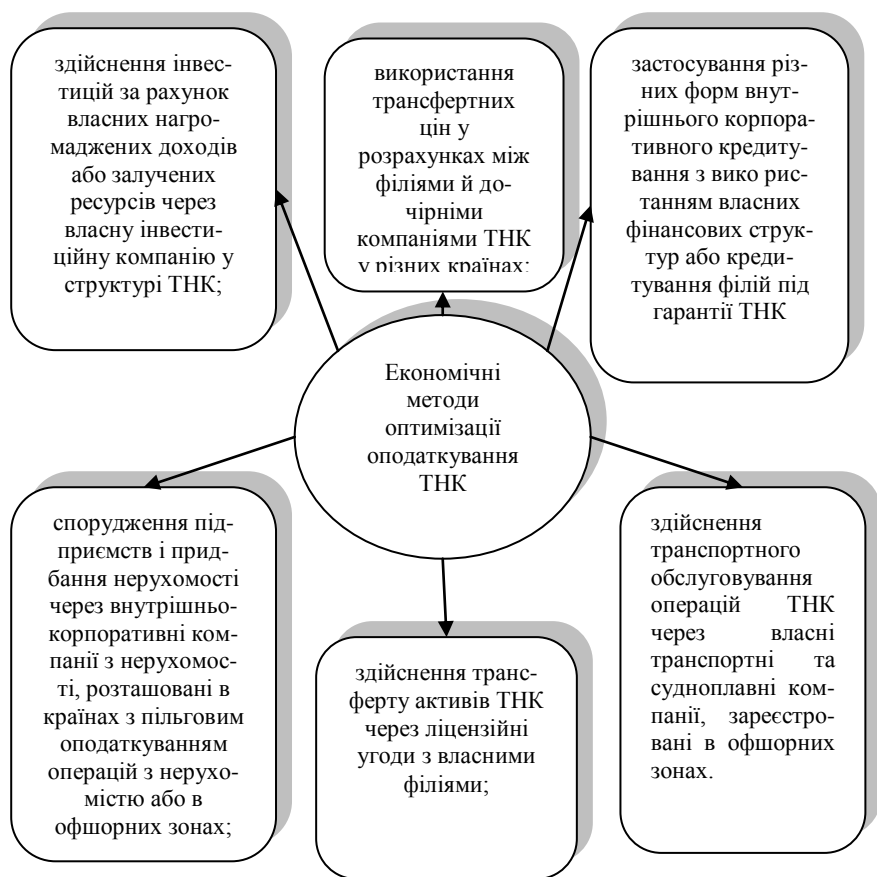 здійснення інвес-
тицій за рахунок
власних нагро-
маджених доходів
або залучених
ресурсів через
власну інвести-
ційну компанію у
структурі ТНК;
використання
трансфертних
цін у
розрахунках між
філіями й до-
чірніми
компаніями ТНК
у різних країнах;
застосування різ-
них форм внут-
рішнього корпора-
тивного кредиту-
вання з вико ристанням власних
фінансових струк-
тур або креди-
тування філій під
гарантії ТНК
Економічні
методи
оптимізації
оподаткування
ТНК
спорудження під-
приємств і прид-
бання нерухомості
через внутрішньо-
корпоративні ком-
панії з нерухомос-
ті, розташовані в
країнах з пільговим
оподаткуванням
операцій з нерухо-
містю або в
офшорних зонах;
здійснення транс-
ферту активів ТНК
через ліцензійні
угоди з власними
філіями;
здійснення
транспортного
обслуговування
операцій ТНК
через власні
транспортні та
судноплавні ком-
панії, зареєстро-
вані в офшорних
зонах.